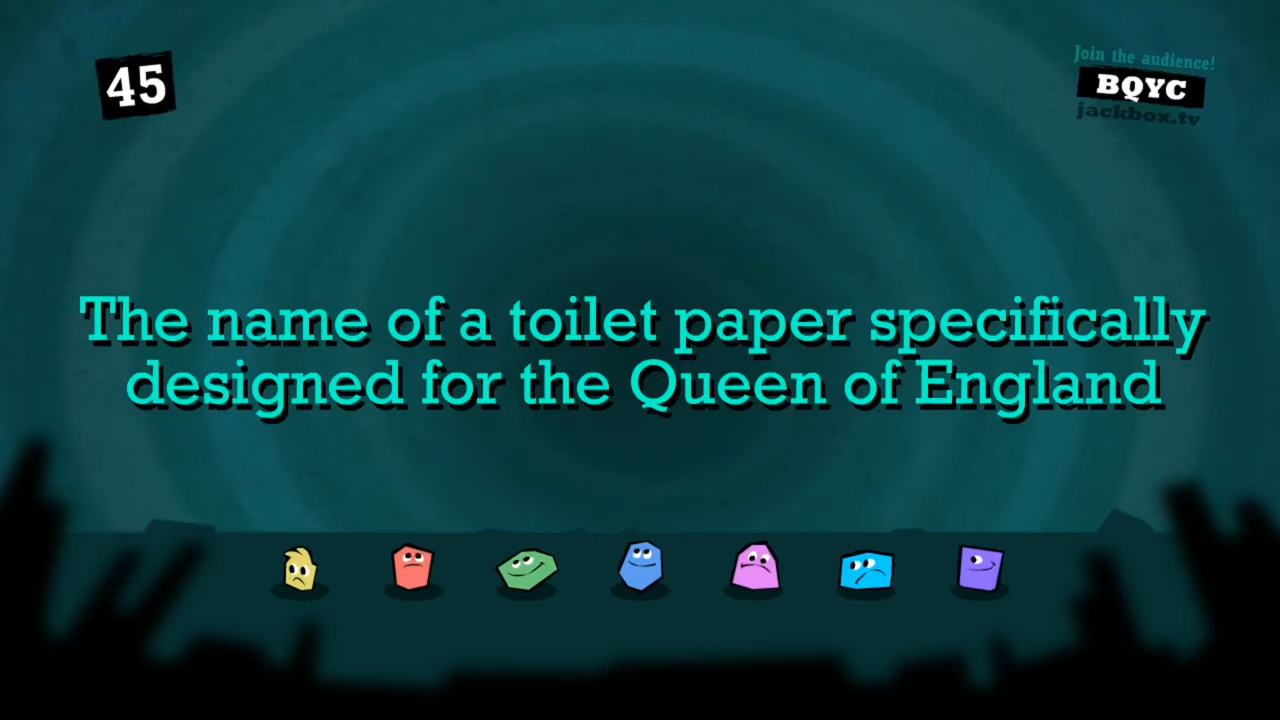 45
Join the audience!
BQYC
jackbox.tv
The name of a toilet paper specifically
designed for the Queen of England